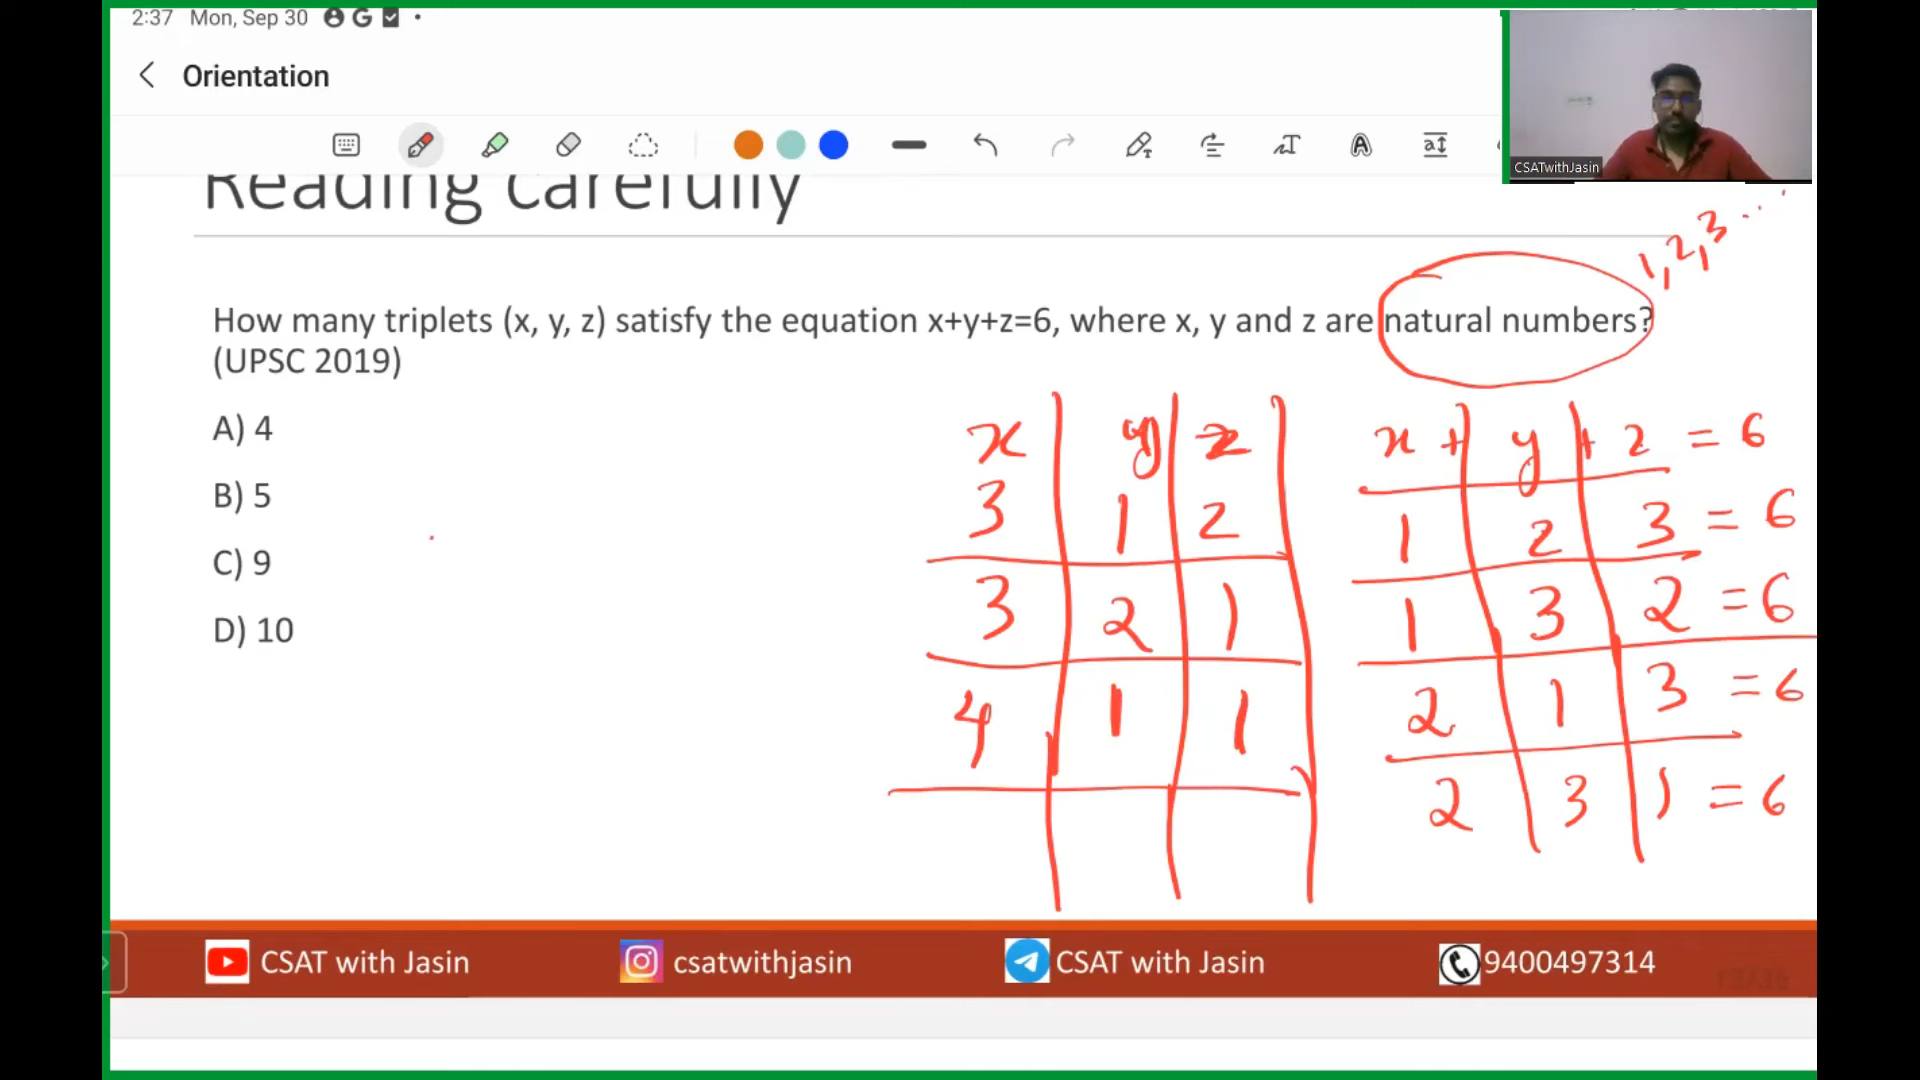 2:37 Mon, Sep 30
Orientation
CSATwithJasin
Reading carefully
1, 2, 3 ...
How many triplets (x, y, z) satisfy the equation x+y+z=6, where x, y and z are natural numbers?
(UPSC 2019)
A) 4
B) 5
C) 9
D) 10
x y z
3 1 2
3 2 1
4 1 1
x + y + z = 6
1 2 3 = 6
1 3 2 = 6
2 1 3 = 6
2 3 1 = 6
CSAT with Jasin
csatwithjasin
CSAT with Jasin
9400497314